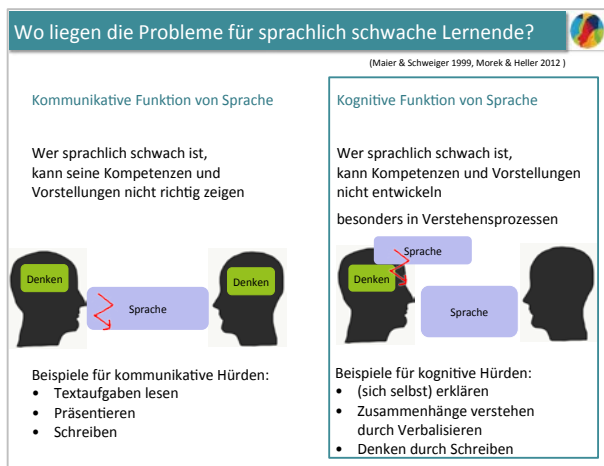 Wo liegen die Probleme für sprachlich schwache Lernende?
(Maier & Schweiger 1999, Morek & Heller 2012 )
Kommunikative Funktion von Sprache
Wer sprachlich schwach ist,
kann seine Kompetenzen und
Vorstellungen nicht richtig zeigen
Denken
Sprache
Denken
Beispiele für kommunikative Hürden:
• Textaufgaben lesen
• Präsentieren
• Schreiben
Kognitive Funktion von Sprache
Wer sprachlich schwach ist,
kann Kompetenzen und Vorstellungen
nicht entwickeln
besonders in Verstehensprozessen
Sprache
Denken
Sprache
Beispiele für kognitive Hürden:
• (sich selbst) erklären
• Zusammenhänge verstehen
durch Verbalisieren
• Denken durch Schreiben